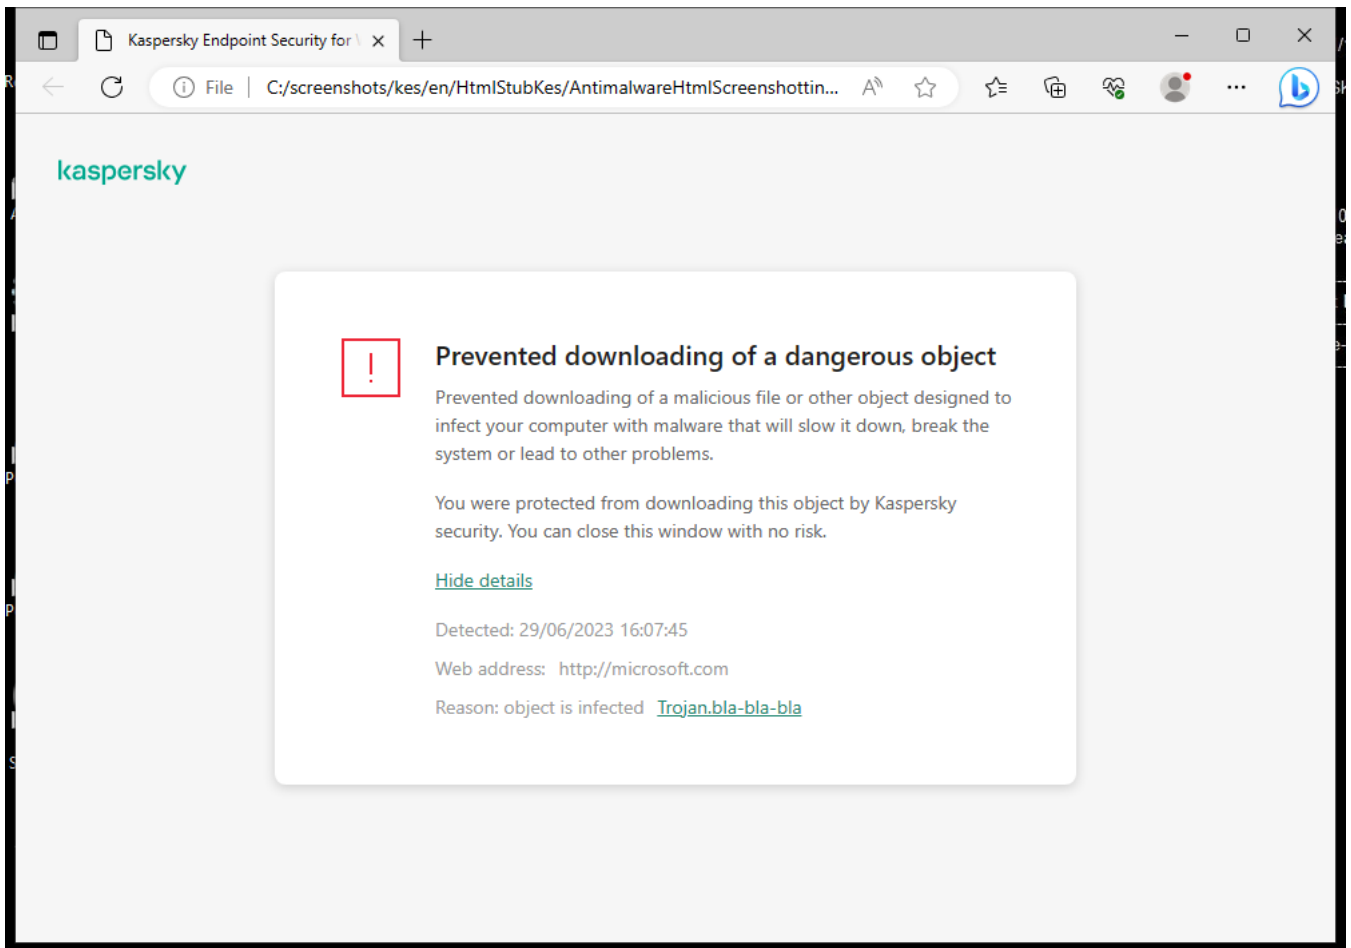 Kaspersky Endpoint Security for
File
C:/screenshots/kes/en/HtmlStubKes/AntimalwareHtmlScreenshottin...
kaspersky
Prevented downloading of a dangerous object
Prevented downloading of a malicious file or other object designed to
infect your computer with malware that will slow it down, break the
system or lead to other problems.
You were protected from downloading this object by Kaspersky
security. You can close this window with no risk.
Hide details
Detected: 29/06/2023 16:07:45
Web address: http://microsoft.com
Reason: object is infected Trojan.bla-bla-bla